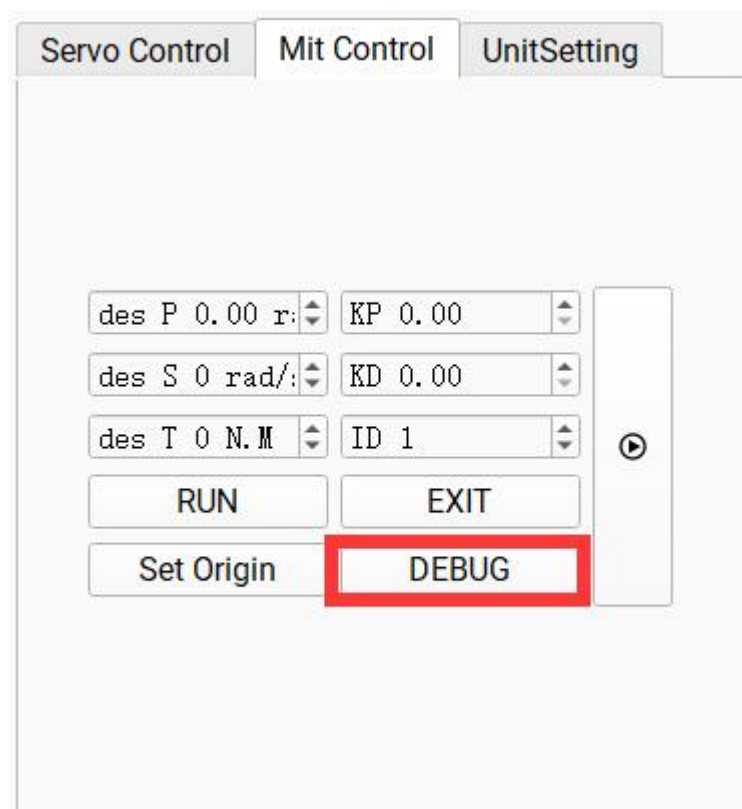 Servo Control Mit Control UnitSetting
des P 0.00 KP 0.00
des S 0 rad/ KD 0.00
des T 0 N.M ID 1
RUN EXIT
Set Origin DEBUG